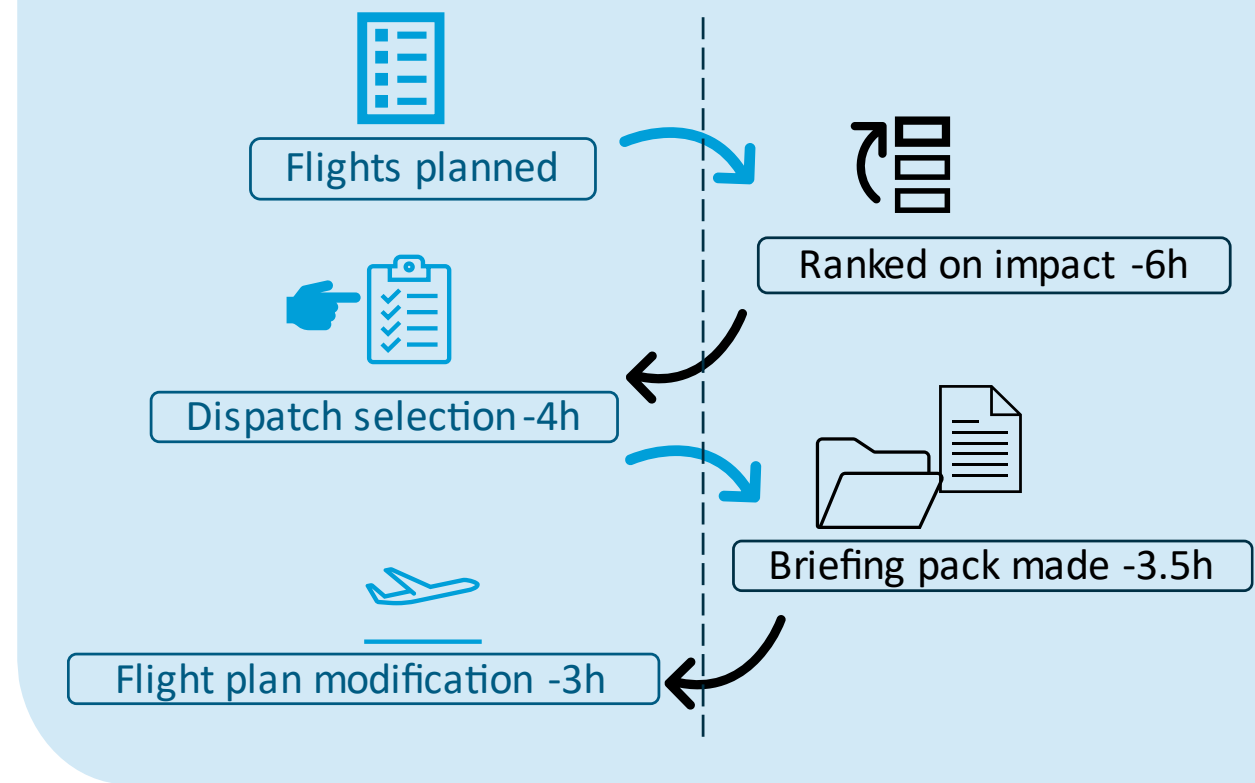 Flights planned
Ranked on impact -6h
Dispatch selection -4h
Briefing pack made -3.5h
Flight plan modification -3h